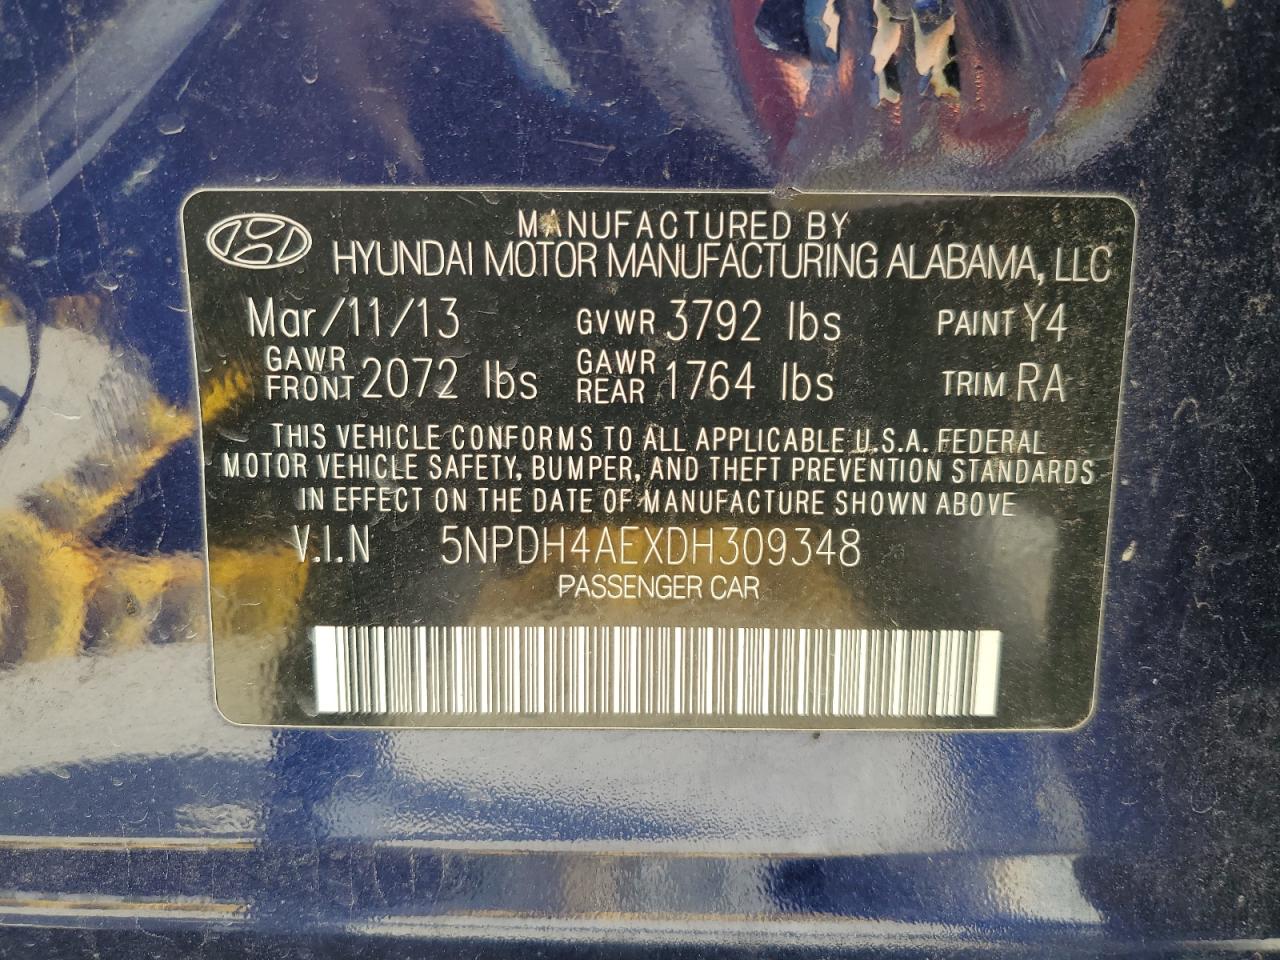 MANUFACTURED BY
HYUNDAI MOTOR MANUFACTURING ALABAMA, LLC
Mar/11/13 GVWR 3792 lbs PAINT Y4
GAWR FRONT 2072 lbs GAWR REAR 1764 lbs TRIM RA
THIS VEHICLE CONFORMS TO ALL APPLICABLE U.S.A. FEDERAL
MOTOR VEHICLE SAFETY, BUMPER, AND THEFT PREVENTION STANDARDS
IN EFFECT ON THE DATE OF MANUFACTURE SHOWN ABOVE
V.I.N 5NPDH4AEXDH309348
PASSENGER CAR